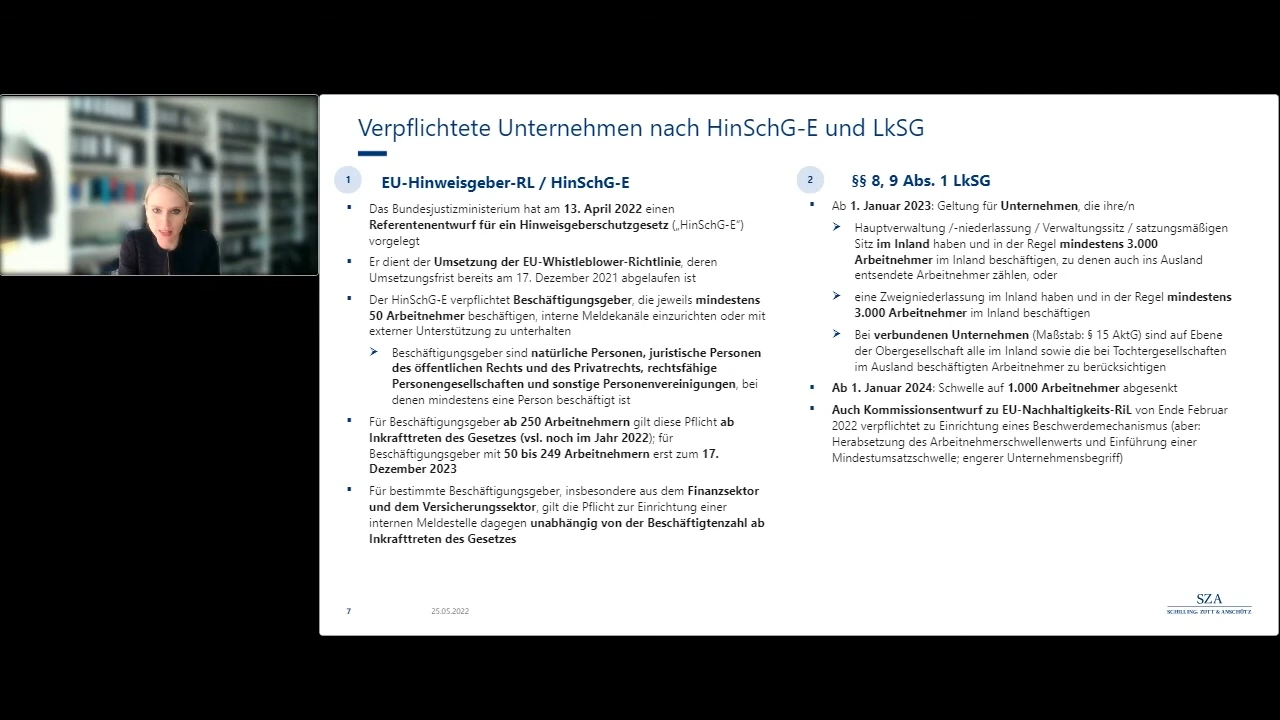 Verpflichtete Unternehmen nach HinSchG-E und LkSG
1
EU-Hinweisgeber-RL / HinSchG-E
▪ Das Bundesjustizministerium hat am 13. April 2022 einen
Referentenentwurf für ein Hinweisgeberschutzgesetz („HinSchG-E“)
vorgelegt
▪ Er dient der Umsetzung der EU-Whistleblower-Richtlinie, deren
Umsetzungsfrist bereits am 17. Dezember 2021 abgelaufen ist
▪ Der HinSchG-E verpflichtet Beschäftigungsgeber, die jeweils mindestens
50 Arbeitnehmer beschäftigen, interne Meldekanäle einzurichten oder mit
externer Unterstützung zu unterhalten
➢ Beschäftigungsgeber sind natürliche Personen, juristische Personen
des öffentlichen Rechts und des Privatrechts, rechtsfähige
Personengesellschaften und sonstige Personenvereinigungen, bei
denen mindestens eine Person beschäftigt ist
▪ Für Beschäftigungsgeber ab 250 Arbeitnehmern gilt diese Pflicht ab
Inkrafttreten des Gesetzes (vsl. noch im Jahr 2022); für
Beschäftigungsgeber mit 50 bis 249 Arbeitnehmern erst zum 17.
Dezember 2023
▪ Für bestimmte Beschäftigungsgeber, insbesondere aus dem Finanzsektor
und dem Versicherungssektor, gilt die Pflicht zur Einrichtung einer
internen Meldestelle dagegen unabhängig von der Beschäftigtenzahl ab
Inkrafttreten des Gesetzes
2
§§ 8, 9 Abs. 1 LkSG
▪ Ab 1. Januar 2023: Geltung für Unternehmen, die ihre/n
➢ Hauptverwaltung /-niederlassung / Verwaltungssitz / satzungsmäßigen
Sitz im Inland haben und in der Regel mindestens 3.000
Arbeitnehmer im Inland beschäftigen, zu denen auch ins Ausland
entsendete Arbeitnehmer zählen, oder
➢ eine Zweigniederlassung im Inland haben und in der Regel mindestens
3.000 Arbeitnehmer im Inland beschäftigen
➢ Bei verbundenen Unternehmen (Maßstab: § 15 AktG) sind auf Ebene
der Obergesellschaft alle im Inland sowie die bei Tochtergesellschaften
im Ausland beschäftigten Arbeitnehmer zu berücksichtigen
▪ Ab 1. Januar 2024: Schwelle auf 1.000 Arbeitnehmer abgesenkt
▪ Auch Kommissionsentwurf zu EU-Nachhaltigkeits-RiL von Ende Februar
2022 verpflichtet zu Einrichtung eines Beschwerdemechanismus (aber:
Herabsetzung des Arbeitnehmerschwellenwerts und Einführung einer
Mindestumsatzschwelle; engerer Unternehmensbegriff)
7
25.05.2022
SZA
SCHILLING, ZUTT & ANSCHÜTZ